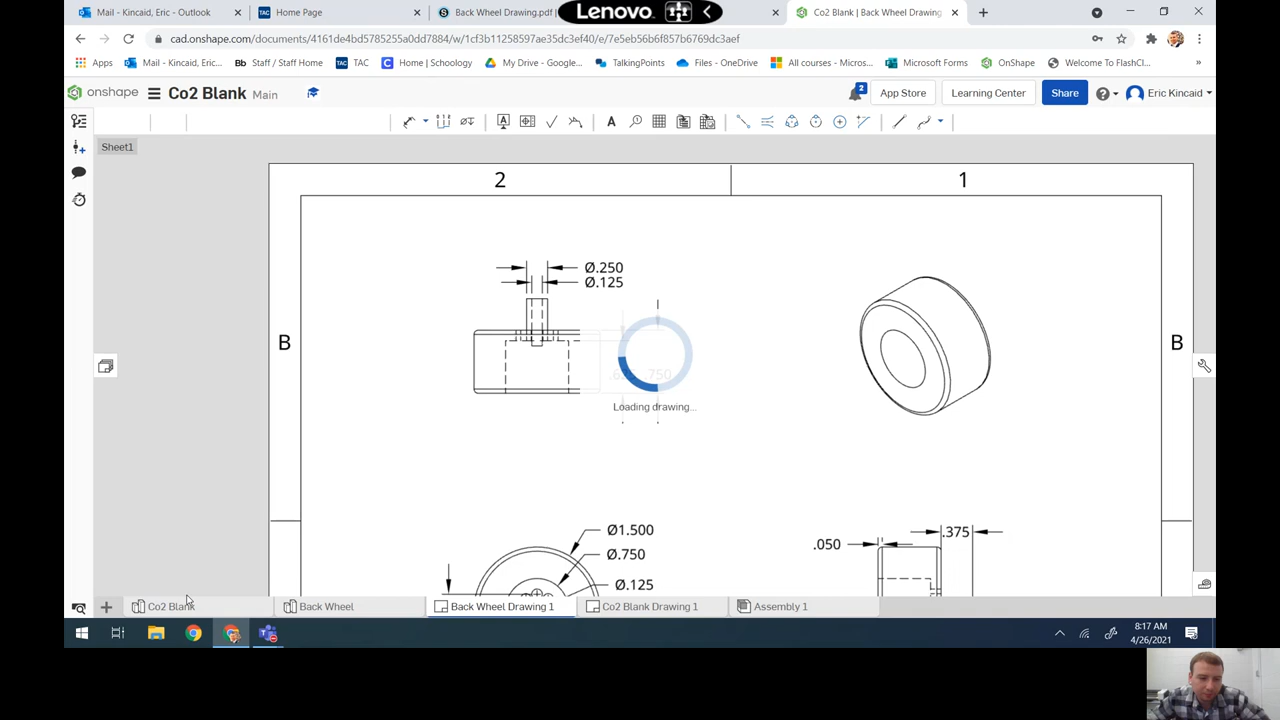 Mail - Kincaid, Eric - Outlook
Home Page
Back Wheel Drawing.pdf
Lenovo
Co2 Blank | Back Wheel Drawing
cad.onshape.com/documents/4161de4bd5785255a0dd7884/w/1cf3b11258597ae35dc3ef40/e/7e5eb56b6f857b6769dc3aef
Apps
Mail - Kincaid, Eric...
Bb Staff / Staff Home
TAC
Home | Schoology
My Drive - Google...
TalkingPoints
Files - OneDrive
All courses - Micros...
Microsoft Forms
OnShape
Welcome To FlashCl...
onshape
Co2 Blank Main
2
App Store
Learning Center
Share
Eric Kincaid
Sheet1
2
1
Ø.250
Ø.125
B
B
.750
Loading drawing...
Ø1.500
.375
.050
Ø.750
Ø.125
Co2 Blank
Back Wheel
Back Wheel Drawing 1
Co2 Blank Drawing 1
Assembly 1
8:17 AM
4/26/2021